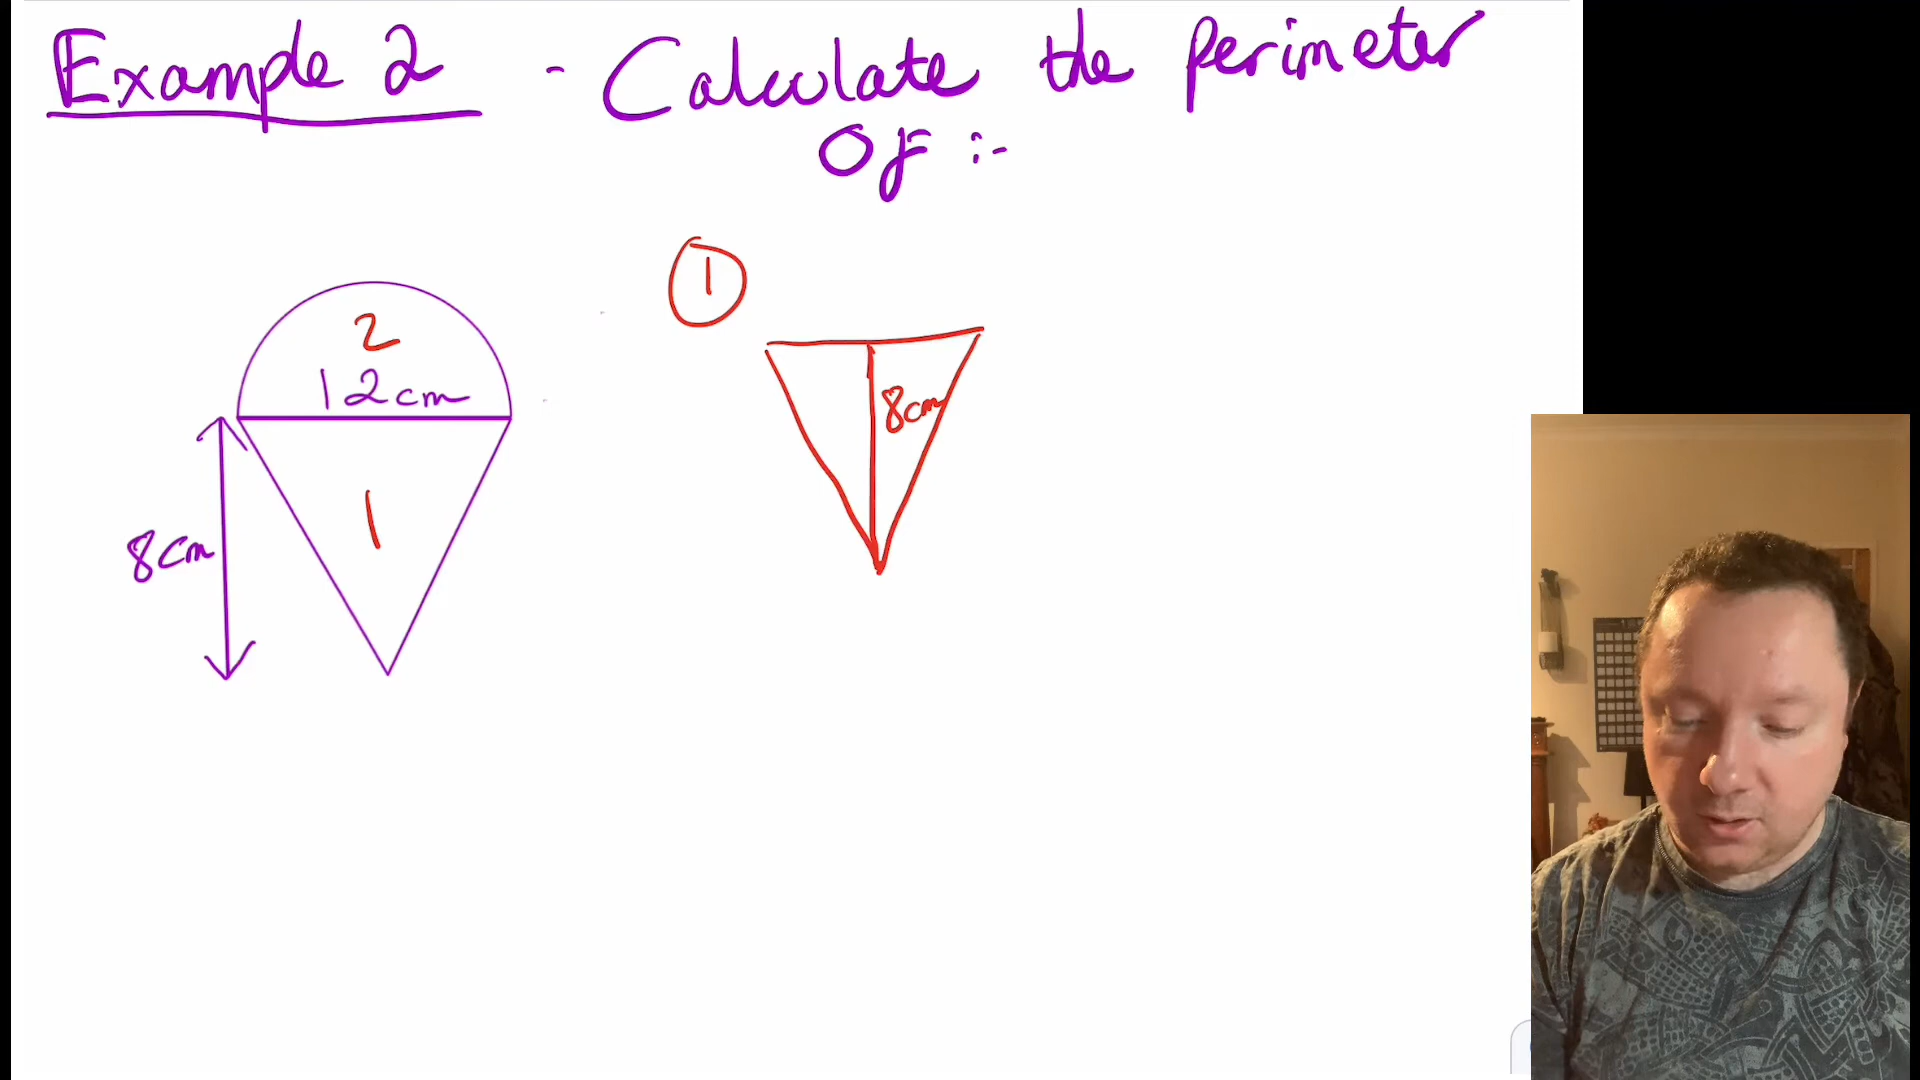 Example 2 - Calculate the perimeter
of :-
1
2
12cm
8cm
8cm
1